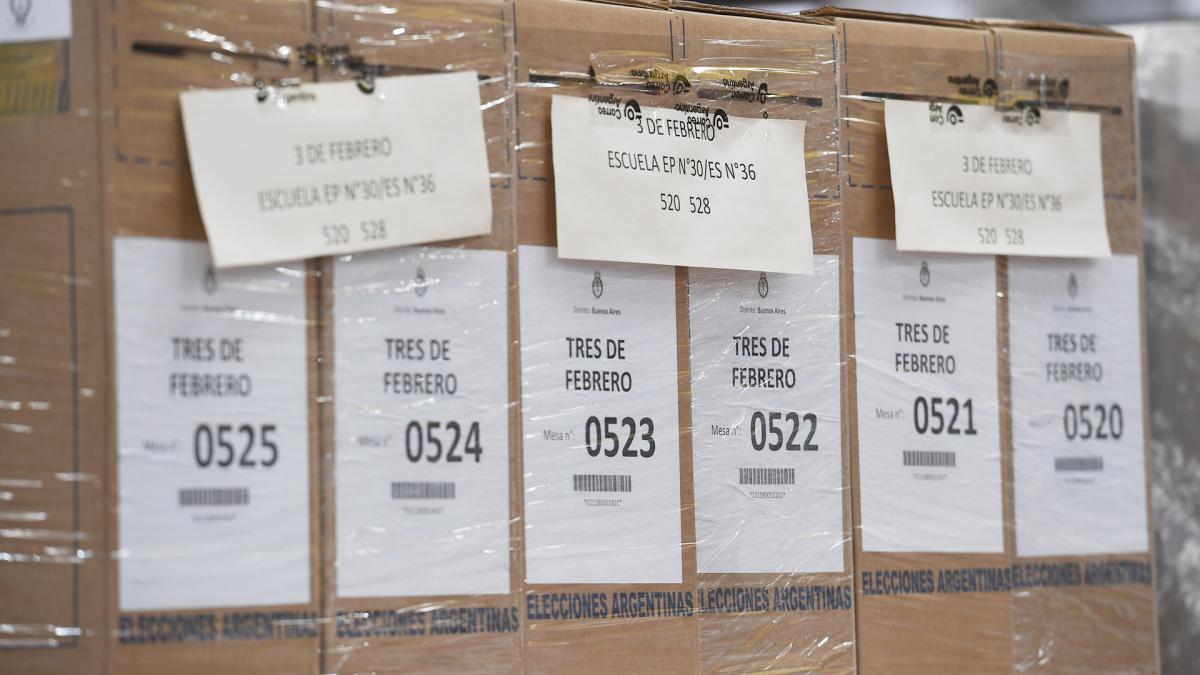 3 DE FEBRERO
ESCUELA EP N°30/ES N°36
520 528
3 DE FEBRERO
ESCUELA EP N°30/ES N°36
520 528
3 DE FEBRERO
ESCUELA EP N°30/ES N°36
520 528
Correo
Argentino
TRES DE
FEBRERO
Mesa n°: 0525
ELECCIONES ARGENTINAS
TRES DE
FEBRERO
Mesa n°: 0524
ELECCIONES ARGENTINAS
Distrito: Buenos Aires
TRES DE
FEBRERO
Mesa n°: 0523
ELECCIONES ARGENTINAS
Distrito: Buenos Aires
TRES DE
FEBRERO
Mesa n°: 0522
ELECCIONES ARGENTINAS
TRES DE
FEBRERO
Mesa n°: 0521
ELECCIONES ARGENTINAS
TRES DE
FEBRERO
Mesa n°: 0520
ELECCIONES ARGENTINAS